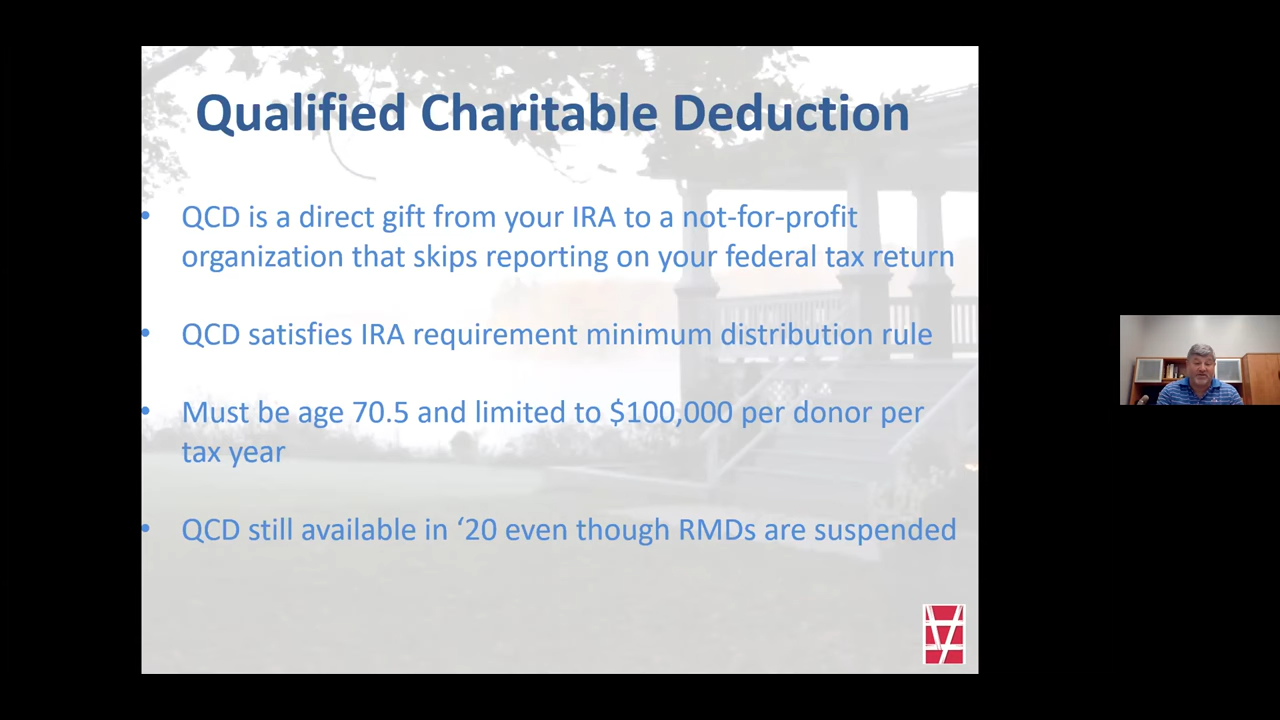 Qualified Charitable Deduction
• QCD is a direct gift from your IRA to a not-for-profit
organization that skips reporting on your federal tax return
• QCD satisfies IRA requirement minimum distribution rule
• Must be age 70.5 and limited to $100,000 per donor per
tax year
• QCD still available in ‘20 even though RMDs are suspended